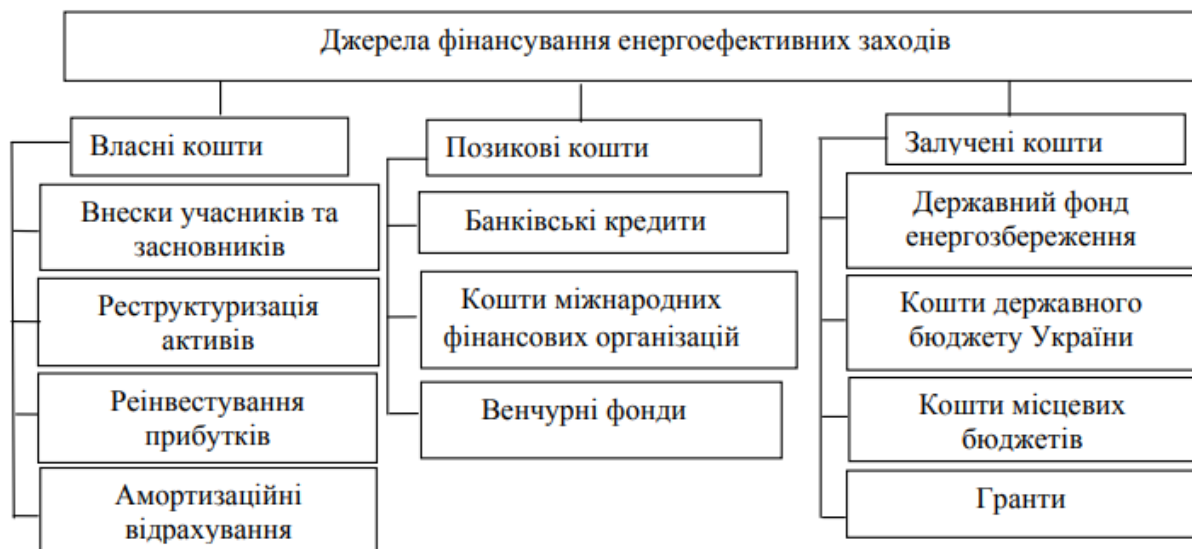 Джерела фінансування енергоефективних заходів
Власні кошти
Внески учасників та
засновників
Реструктуризація
активів
Реінвестування
прибутків
Амортизаційні
відрахування
Позикові кошти
Банківські кредити
Кошти міжнародних
фінансових організацій
Венчурні фонди
Залучені кошти
Державний фонд
енергозбереження
Кошти державного
бюджету України
Кошти місцевих
бюджетів
Гранти